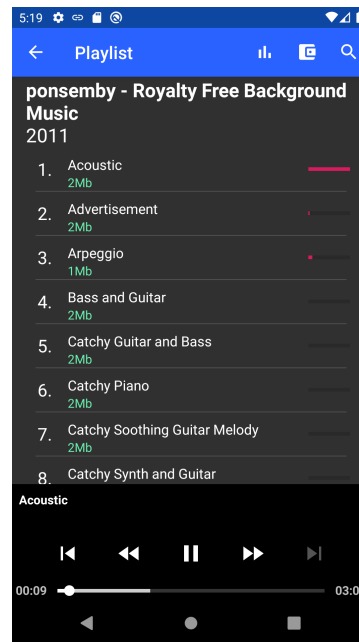 5:19
Playlist
ponsemby - Royalty Free Background
Music
2011
1. Acoustic
2Mb
2. Advertisement
2Mb
3. Arpeggio
1Mb
4. Bass and Guitar
2Mb
5. Catchy Guitar and Bass
2Mb
6. Catchy Piano
2Mb
7. Catchy Soothing Guitar Melody
2Mb
8. Catchy Synth and Guitar
Acoustic
00:09 03:0